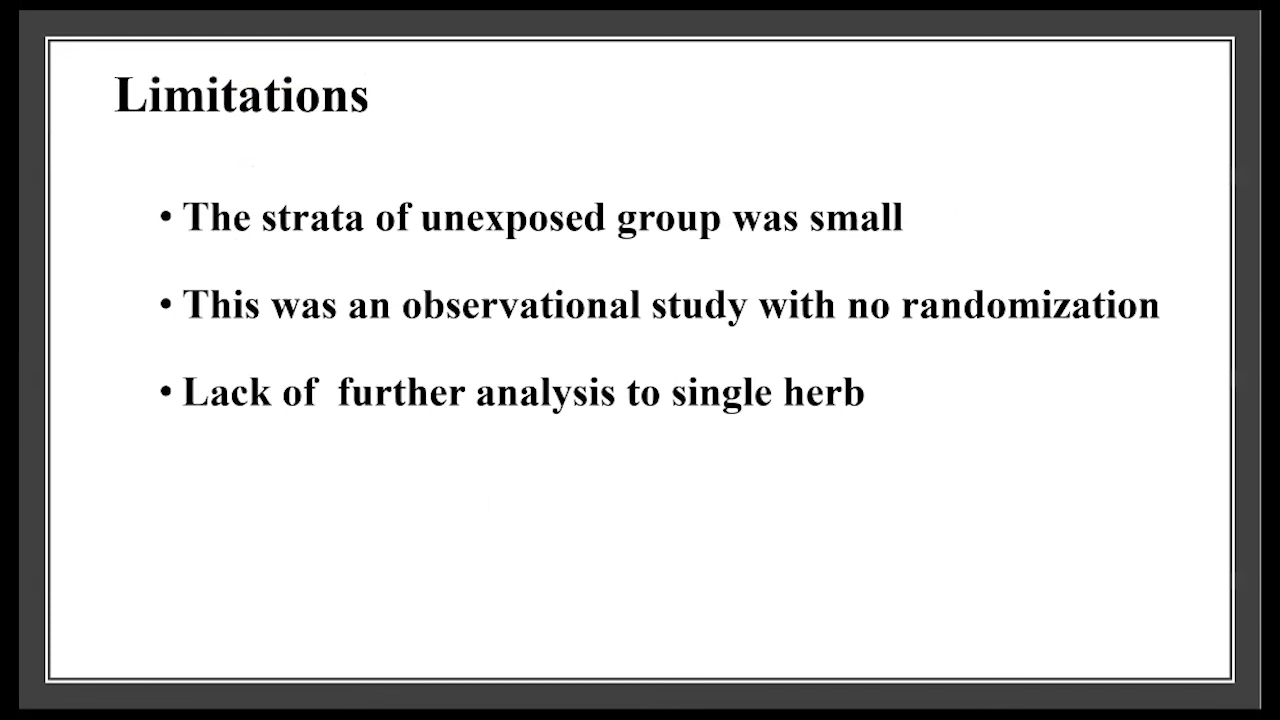 Limitations
• The strata of unexposed group was small
• This was an observational study with no randomization
• Lack of  further analysis to single herb